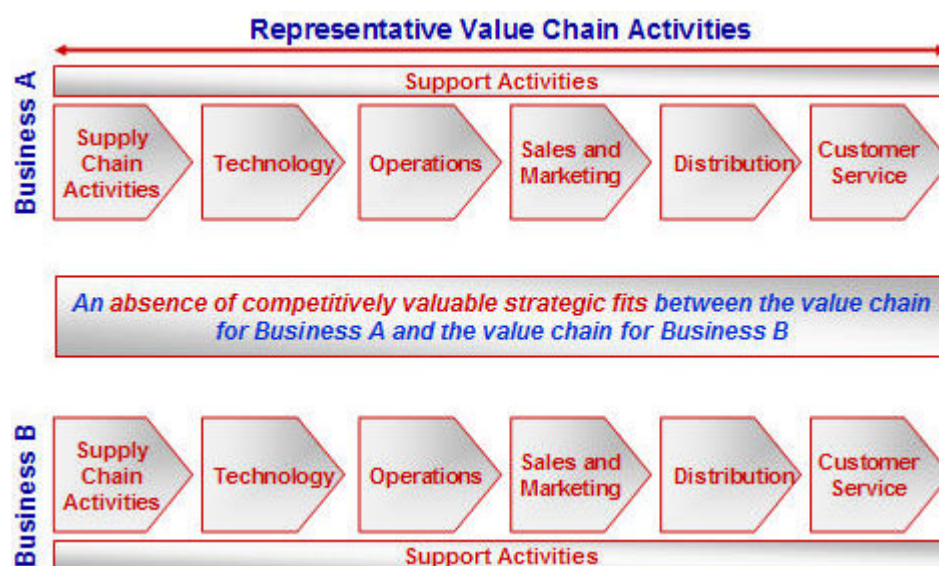 Representative Value Chain Activities
Business A
Support Activities
Supply
Chain
Activities
Technology
Operations
Sales and
Marketing
Distribution
Customer
Service
An absence of competitively valuable strategic fits between the value chain
for Business A and the value chain for Business B
Business B
Supply
Chain
Activities
Technology
Operations
Sales and
Marketing
Distribution
Customer
Service
Support Activities